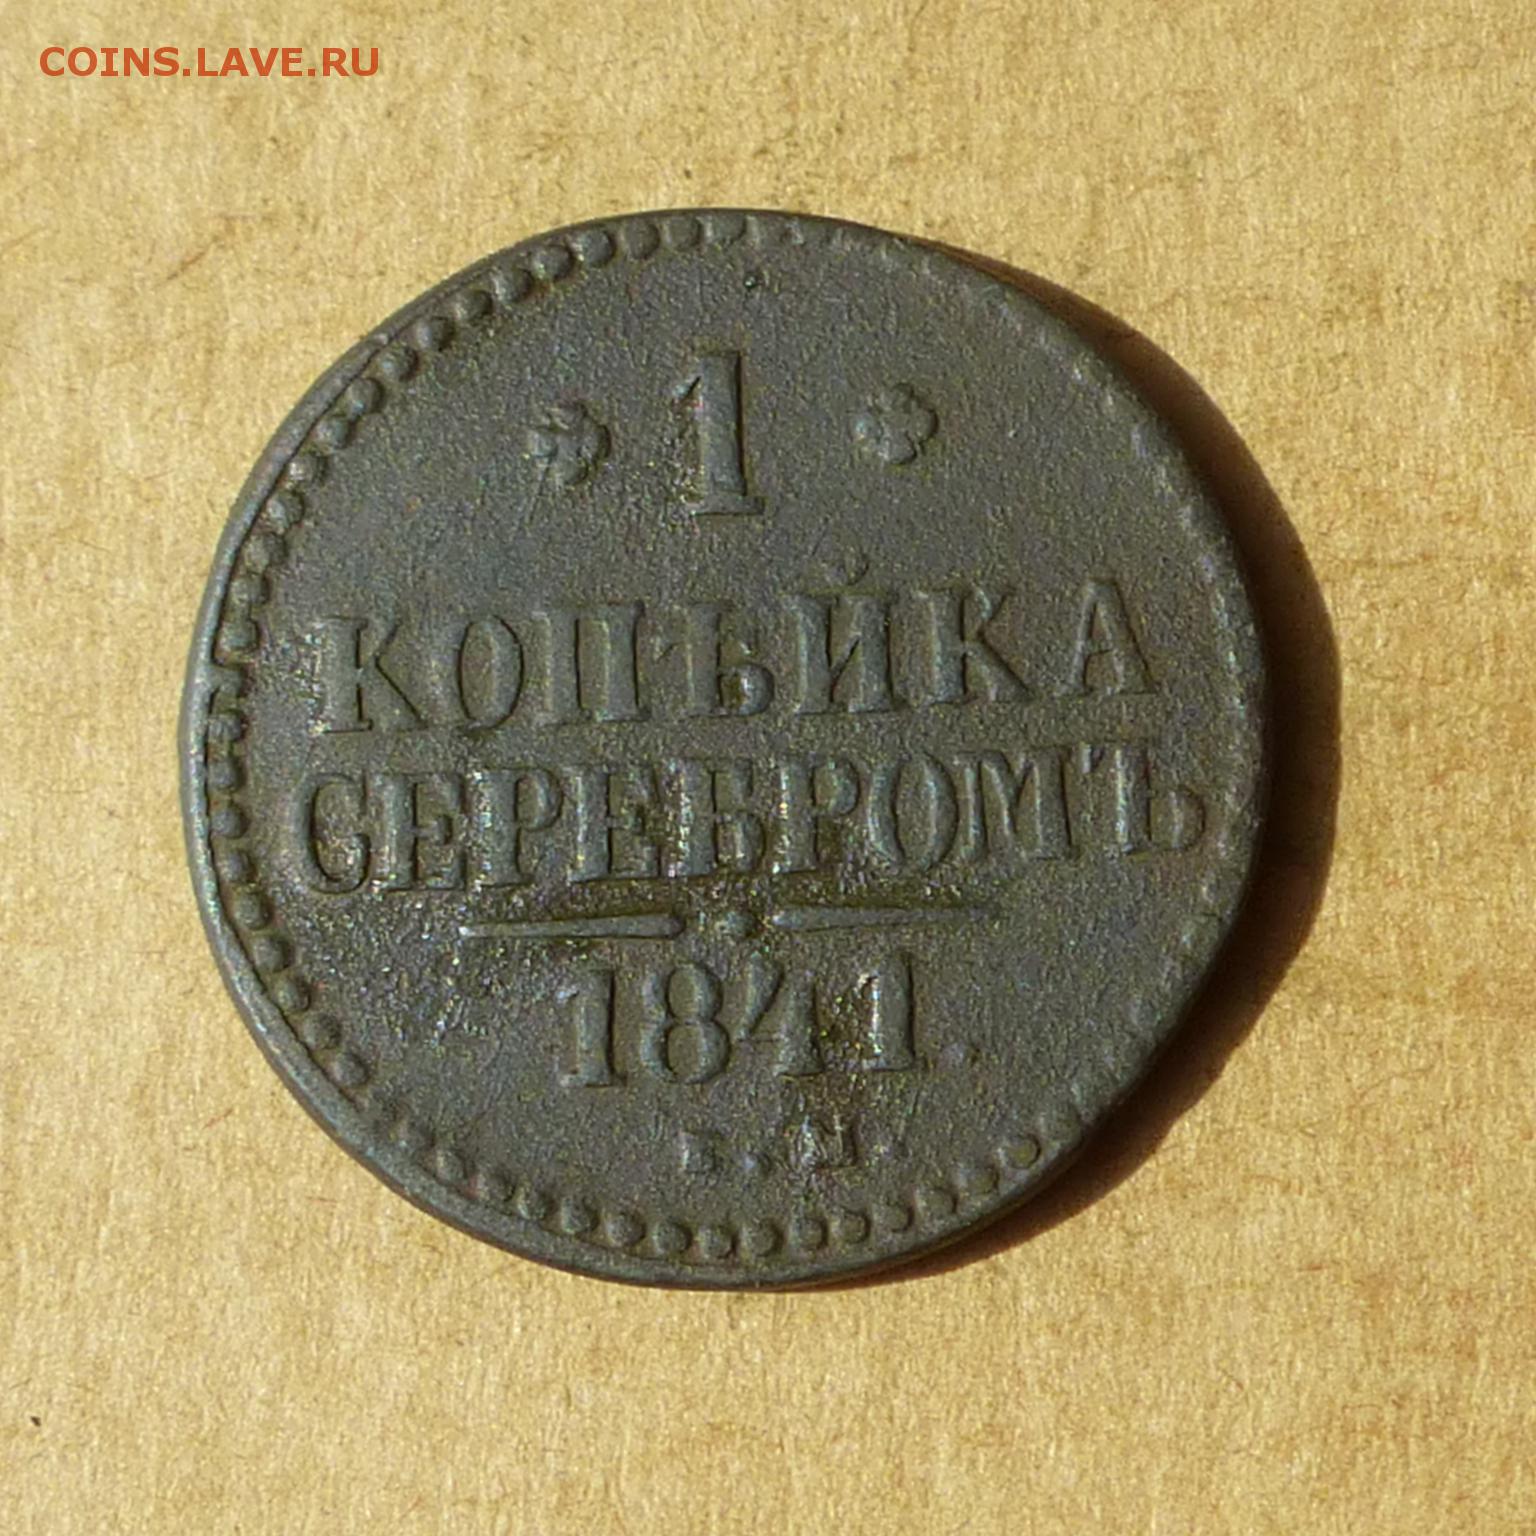 COINS.LAVE.RU
1
КОПѢЙКА
СЕРЕБРОМЪ
1841